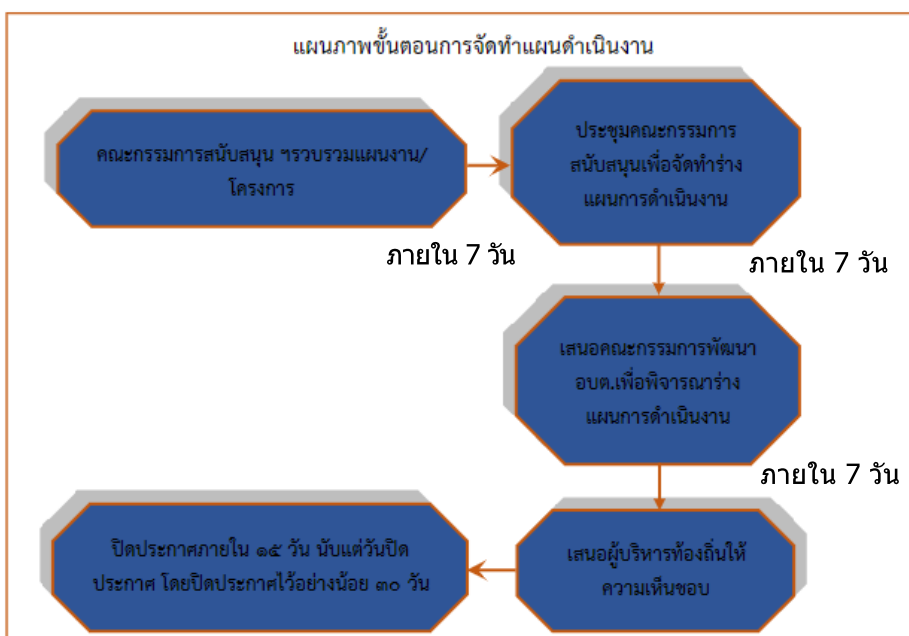 แผนภาพขั้นตอนการจัดทำแผนดำเนินงาน
คณะกรรมการสนับสนุน ฯรวบรวมแผนงาน/
โครงการ
ประชุมคณะกรรมการ
สนับสนุนเพื่อจัดทำร่าง
แผนการดำเนินงาน
ภายใน 7 วัน
ภายใน 7 วัน
เสนอคณะกรรมการพัฒนา
อบต.เพื่อพิจารณาร่าง
แผนการดำเนินงาน
ภายใน 7 วัน
เสนอผู้บริหารท้องถิ่นให้
ความเห็นชอบ
ปิดประกาศภายใน ๑๕ วัน นับแต่วันปิด
ประกาศ โดยปิดประกาศไว้อย่างน้อย ๓๐ วัน